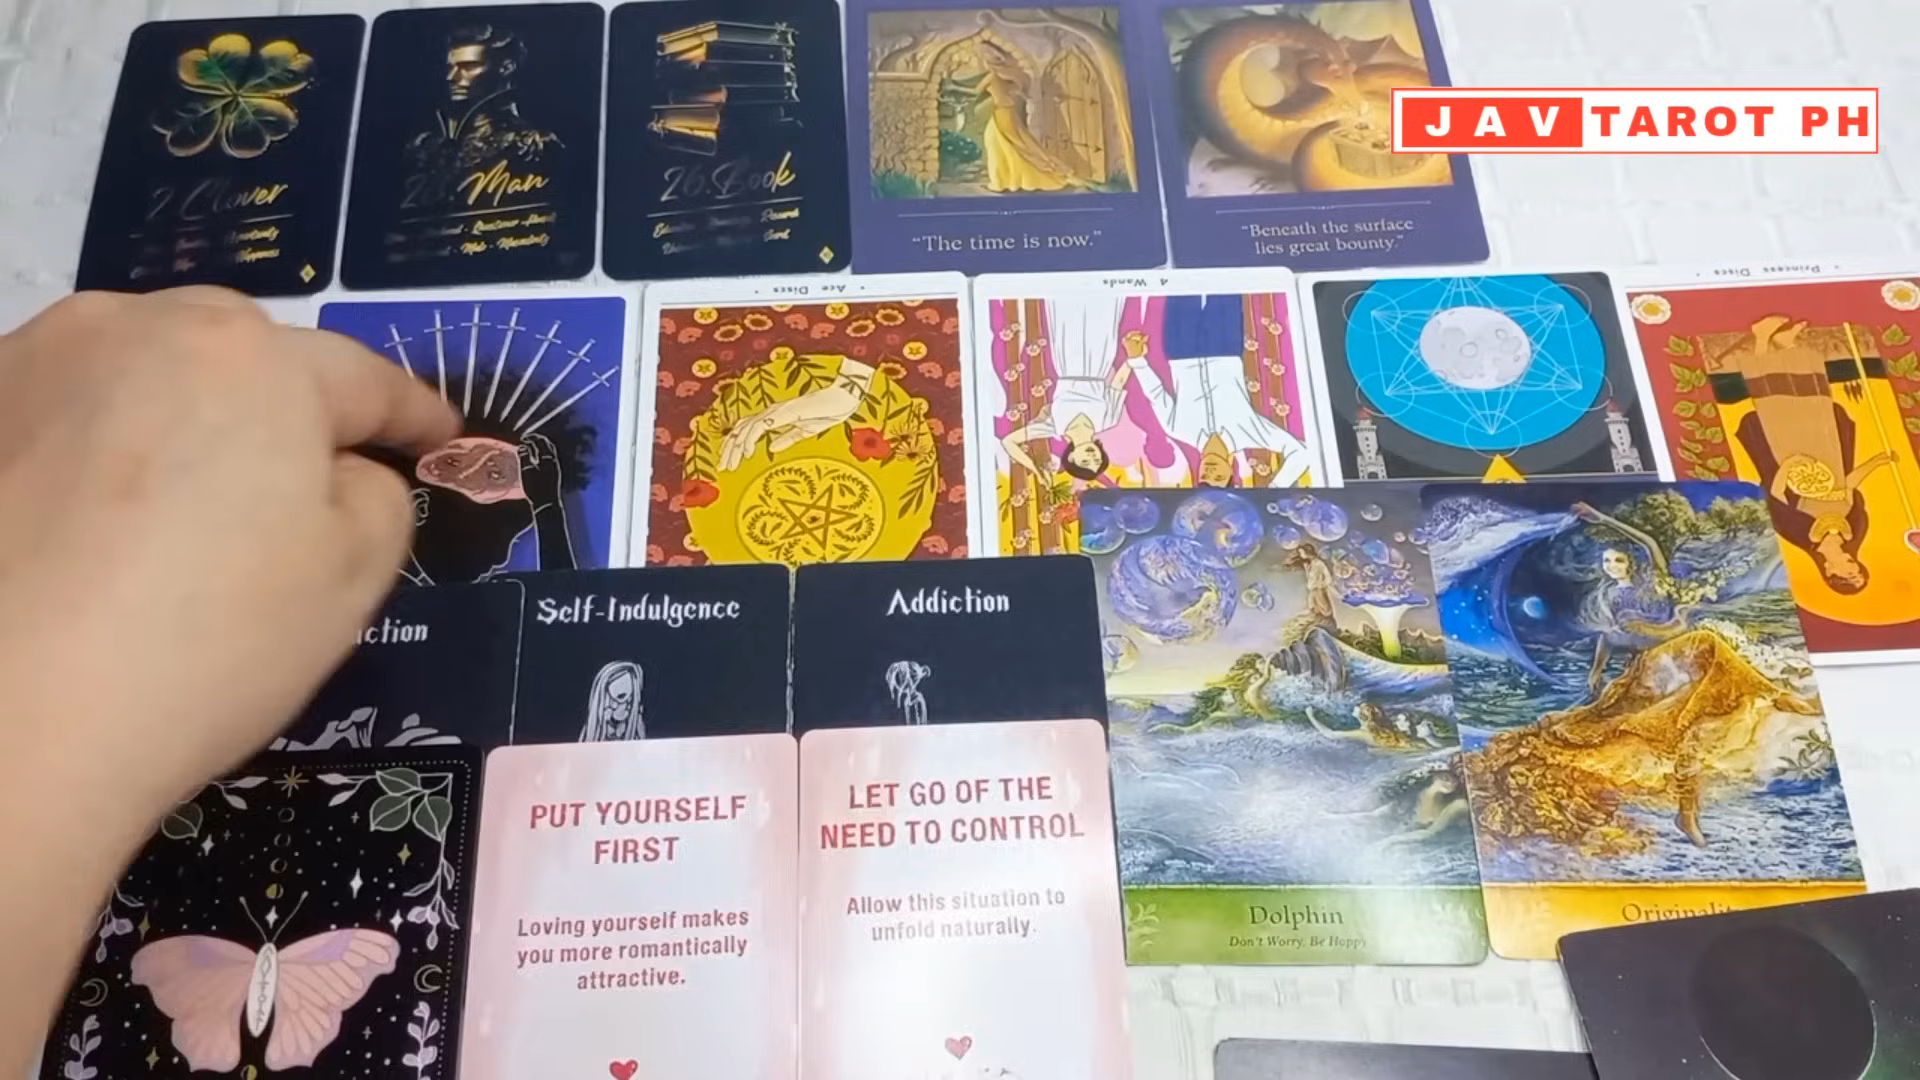 2. Clover
Man
26. Book
"The time is now."
"Beneath the surface
lies great bounty."
JAV TAROT PH
Ace Discs
4 Wands
Princess Discs
Self-Indulgence
Addiction
PUT YOURSELF
FIRST
Loving yourself makes
you more romantically
attractive.
LET GO OF THE
NEED TO CONTROL
Allow this situation to
unfold naturally.
Dolphin
Don't Worry, Be Happy